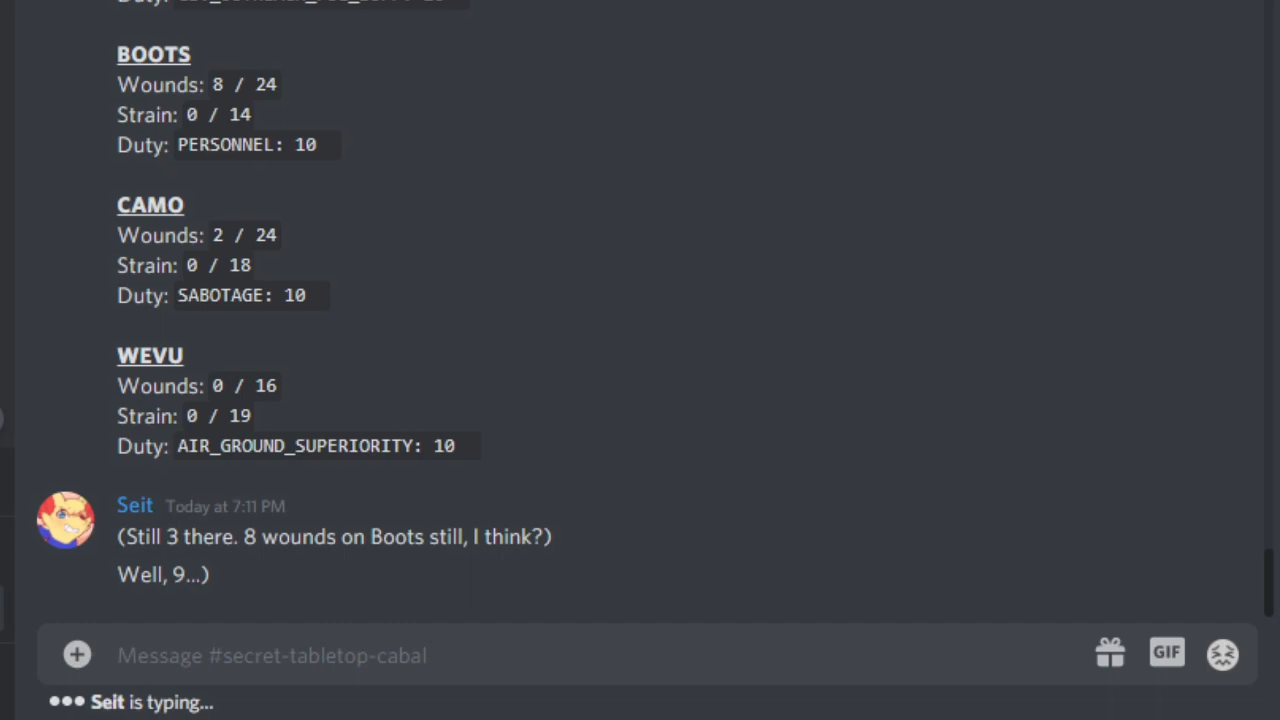 Duty:
BOOTS
Wounds: 8 / 24
Strain: 0 / 14
Duty: PERSONNEL: 10
CAMO
Wounds: 2 / 24
Strain: 0 / 18
Duty: SABOTAGE: 10
WEVU
Wounds: 0 / 16
Strain: 0 / 19
Duty: AIR_GROUND_SUPERIORITY: 10
Seit Today at 7:11 PM
(Still 3 there. 8 wounds on Boots still, I think?)
Well, 9...)
Message #secret-tabletop-cabal
GIF
Seit is typing...